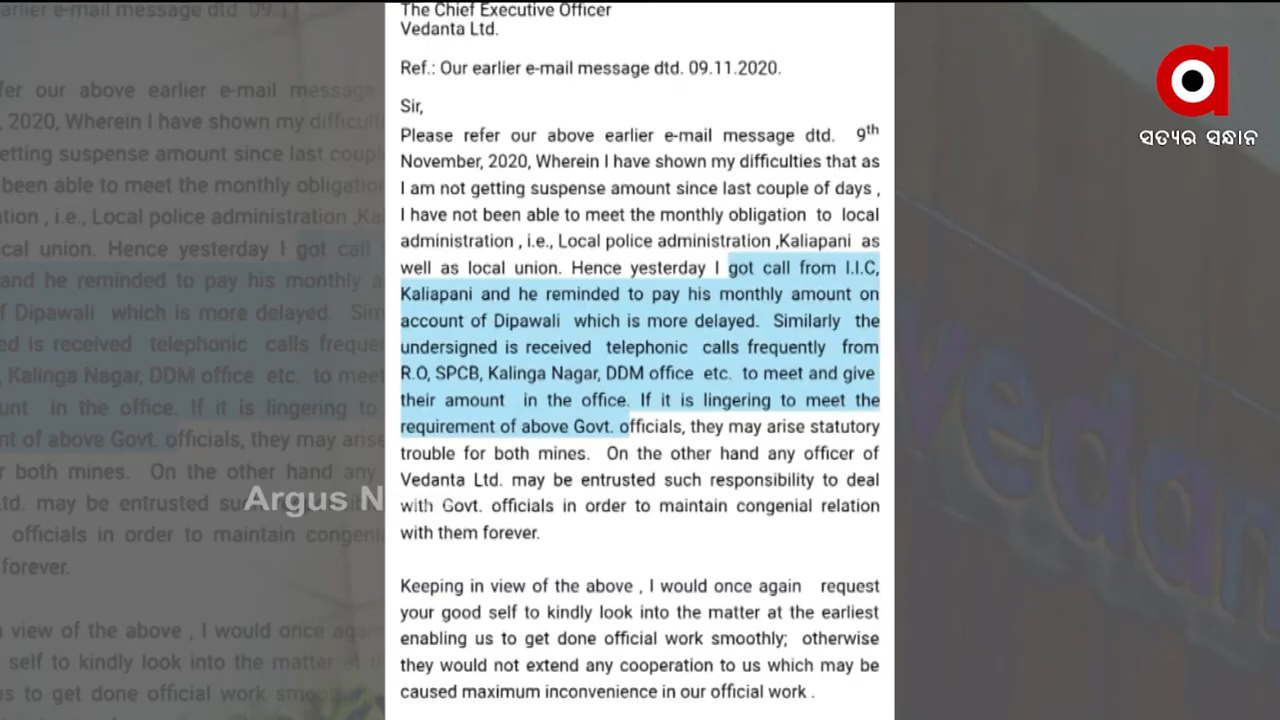 The Chief Executive Officer
Vedanta Ltd.
Ref.: Our earlier e-mail message dtd. 09.11.2020.
Sir,
Please refer our above earlier e-mail message dtd. 9th
November, 2020, Wherein I have shown my difficulties that as
I am not getting suspense amount since last couple of days ,
I have not been able to meet the monthly obligation to local
administration , i.e., Local police administration ,Kaliapani as
well as local union. Hence yesterday I got call from I.I.C,
Kaliapani and he reminded to pay his monthly amount on
account of Dipawali which is more delayed. Similarly the
undersigned is received telephonic calls frequently from
R.O, SPCB, Kalinga Nagar, DDM office etc. to meet and give
their amount in the office. If it is lingering to meet the
requirement of above Govt. officials, they may arise statutory
trouble for both mines. On the other hand any officer of
Vedanta Ltd. may be entrusted such responsibility to deal
with Govt. officials in order to maintain congenial relation
with them forever.
Keeping in view of the above , I would once again request
your good self to kindly look into the matter at the earliest
enabling us to get done official work smoothly; otherwise
they would not extend any cooperation to us which may be
caused maximum inconvenience in our official work .
ସତ୍ୟର ସନ୍ଧାନ
Argus N
vedan